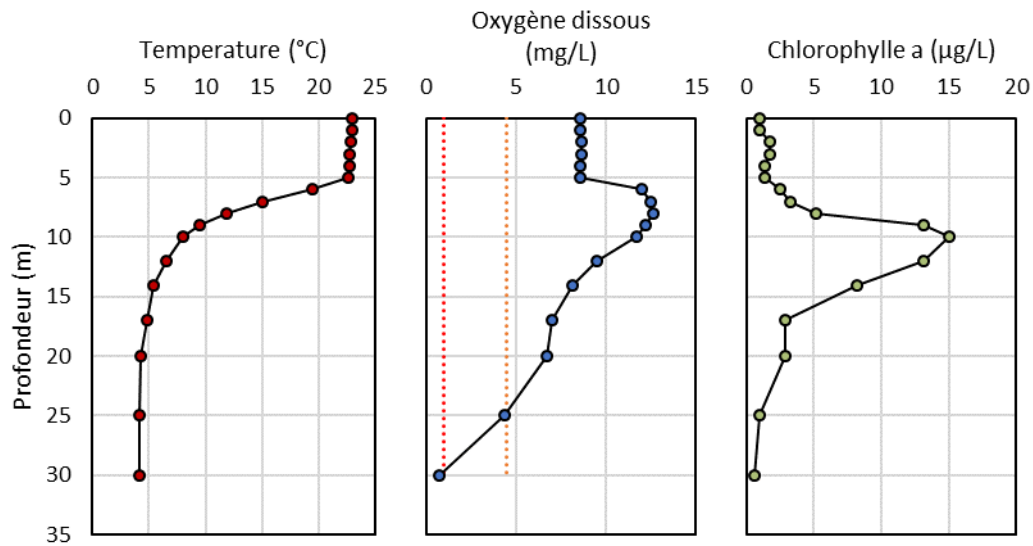 Temperature (°C)
0 5 10 15 20 25
Profondeur (m)
0
5
10
15
20
25
30
35
Oxygène dissous
(mg/L)
0 5 10 15
Chlorophylle a (µg/L)
0 5 10 15 20